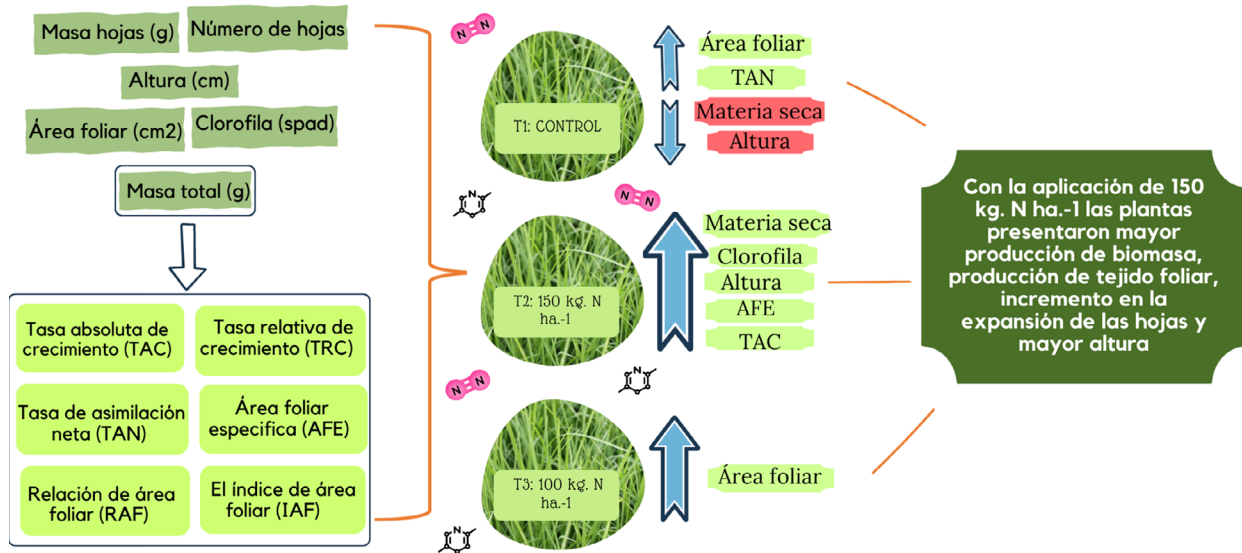 Masa hojas (g)
Número de hojas
Altura (cm)
Área foliar (cm2)
Clorofila (spad)
Masa total (g)
Tasa absoluta de
crecimiento (TAC)
Tasa relativa de
crecimiento (TRC)
Tasa de asimilación
neta (TAN)
Área foliar
especifica (AFE)
Relación de área
foliar (RAF)
El índice de área
foliar (IAF)
N=N
T1: CONTROL
Área foliar
TAN
Materia seca
Altura
N
N=N
T2: 150 kg. N
ha.-1
Materia seca
Clorofila
Altura
AFE
TAC
N=N
N
T3: 100 kg. N
ha.-1
Área foliar
N
Con la aplicación de 150
kg. N ha.-1 las plantas
presentaron mayor
producción de biomasa,
producción de tejido foliar,
incremento en la
expansión de las hojas y
mayor altura